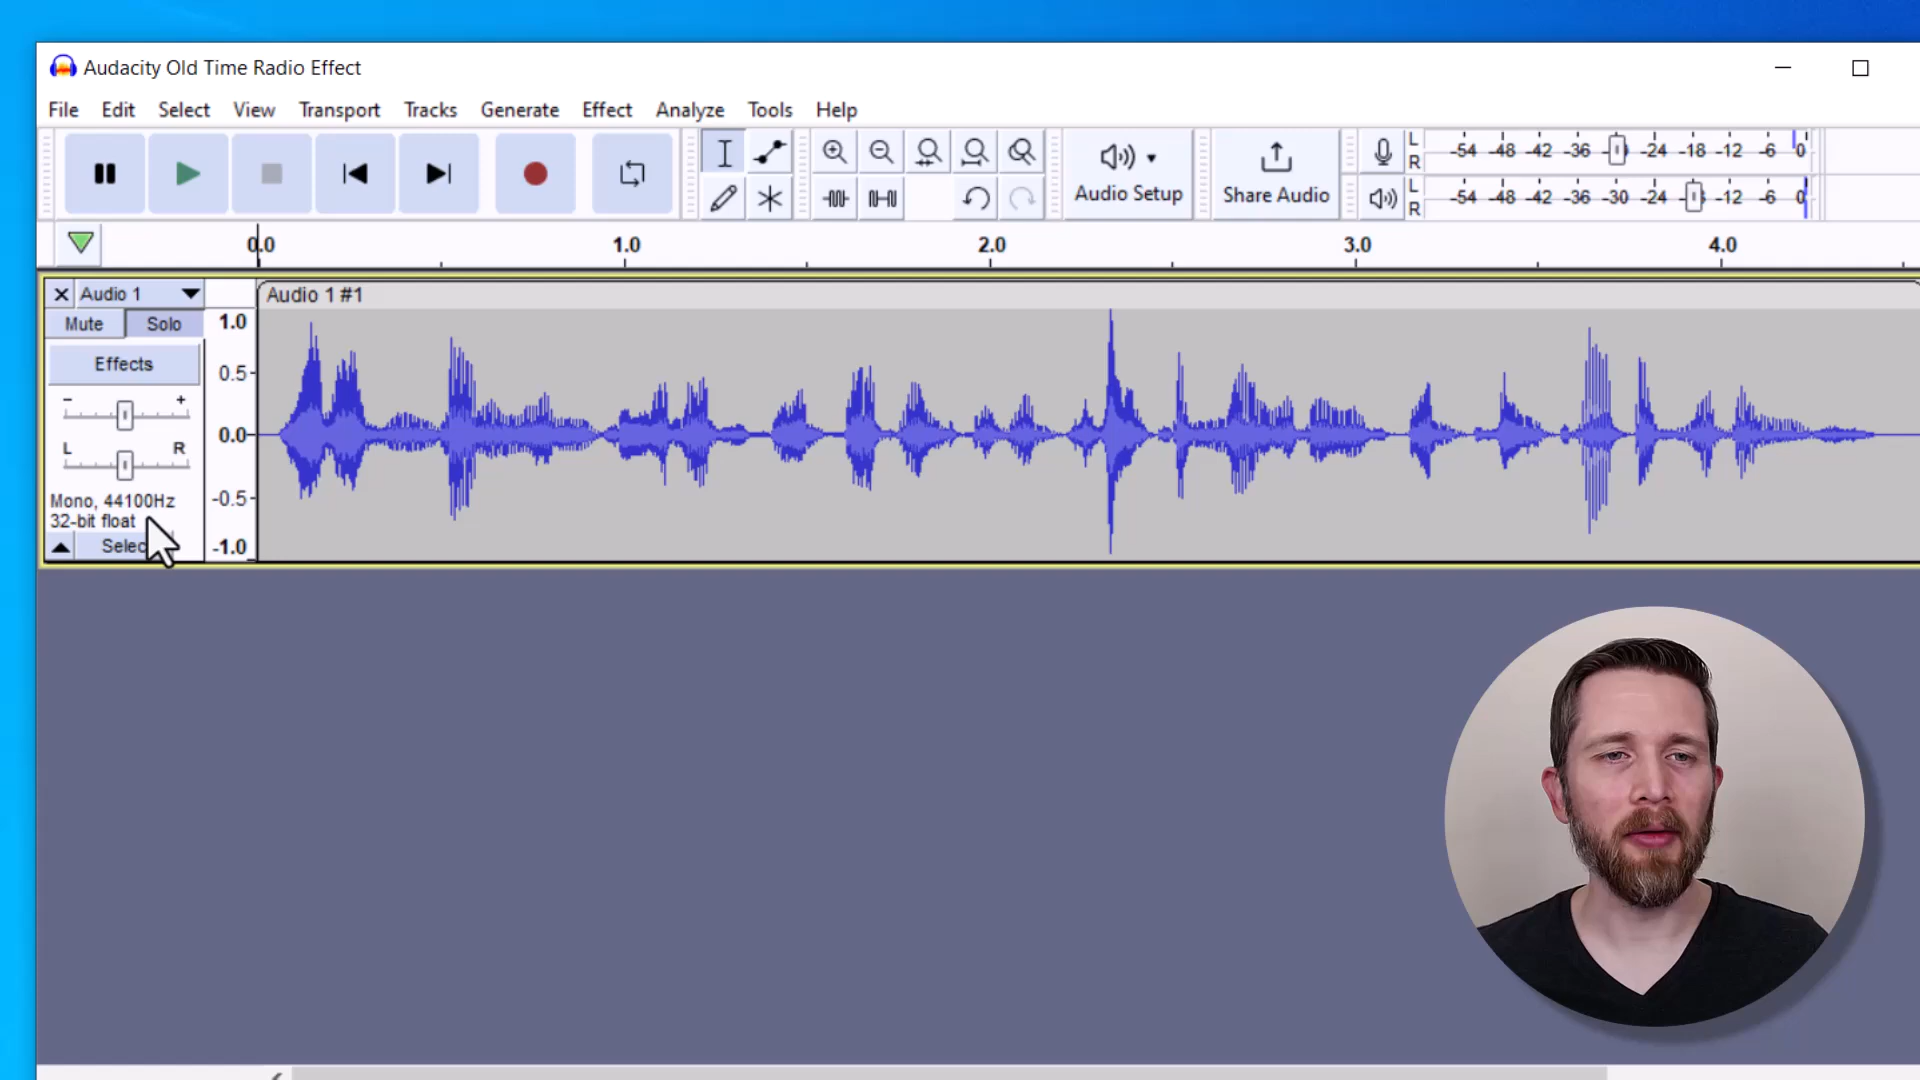 Audacity Old Time Radio Effect
File Edit Select View Transport Tracks Generate Effect Analyze Tools Help
Audio Setup
Share Audio
L
R
-54 -48 -42 -36 -24 -18 -12 -6 0
L
R
-54 -48 -42 -36 -30 -24 -12 -6 0
0.0 1.0 2.0 3.0 4.0
Audio 1
Audio 1 #1
Mute Solo
Effects
- +
L R
Mono, 44100Hz
32-bit float
1.0
0.5
0.0
-0.5
-1.0